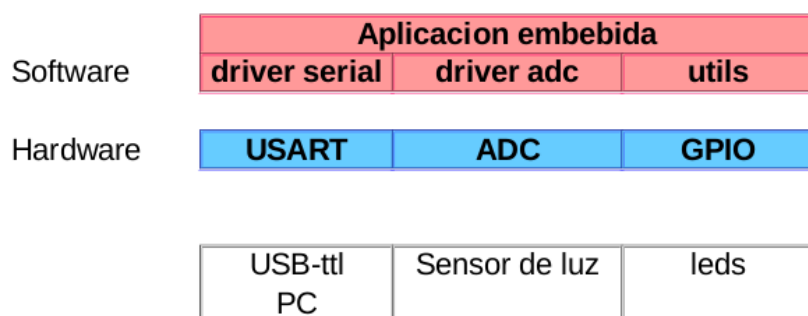 Aplicacion embebida
Software driver serial driver adc utils
Hardware USART ADC GPIO
USB-ttl Sensor de luz leds
PC